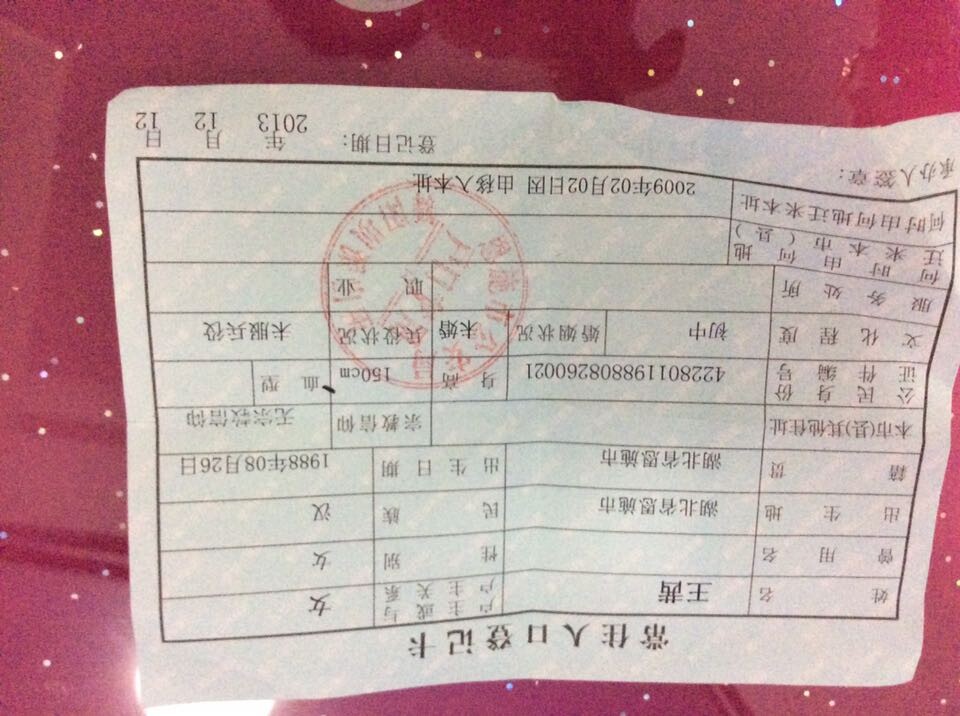 常住人口登记卡
姓名 王茜 户主或与户主关系 女
曾用名 性别 女
出生地 湖北省恩施市 民族 汉
籍贯 湖北省恩施市 出生日期 1988年08月26日
本市(县)其他住址 宗教信仰 无宗教信仰
公民身份证件编号 422801198808260021 身高 150cm 血型
文化程度 初中 婚姻状况 未婚 兵役状况 未服兵役
服务处所 职业
何时由何地迁来本市(县)
何时由何地迁来本址 2009年02月02日因 由移入本址
承办人签章: 登记日期: 2013年12月12日